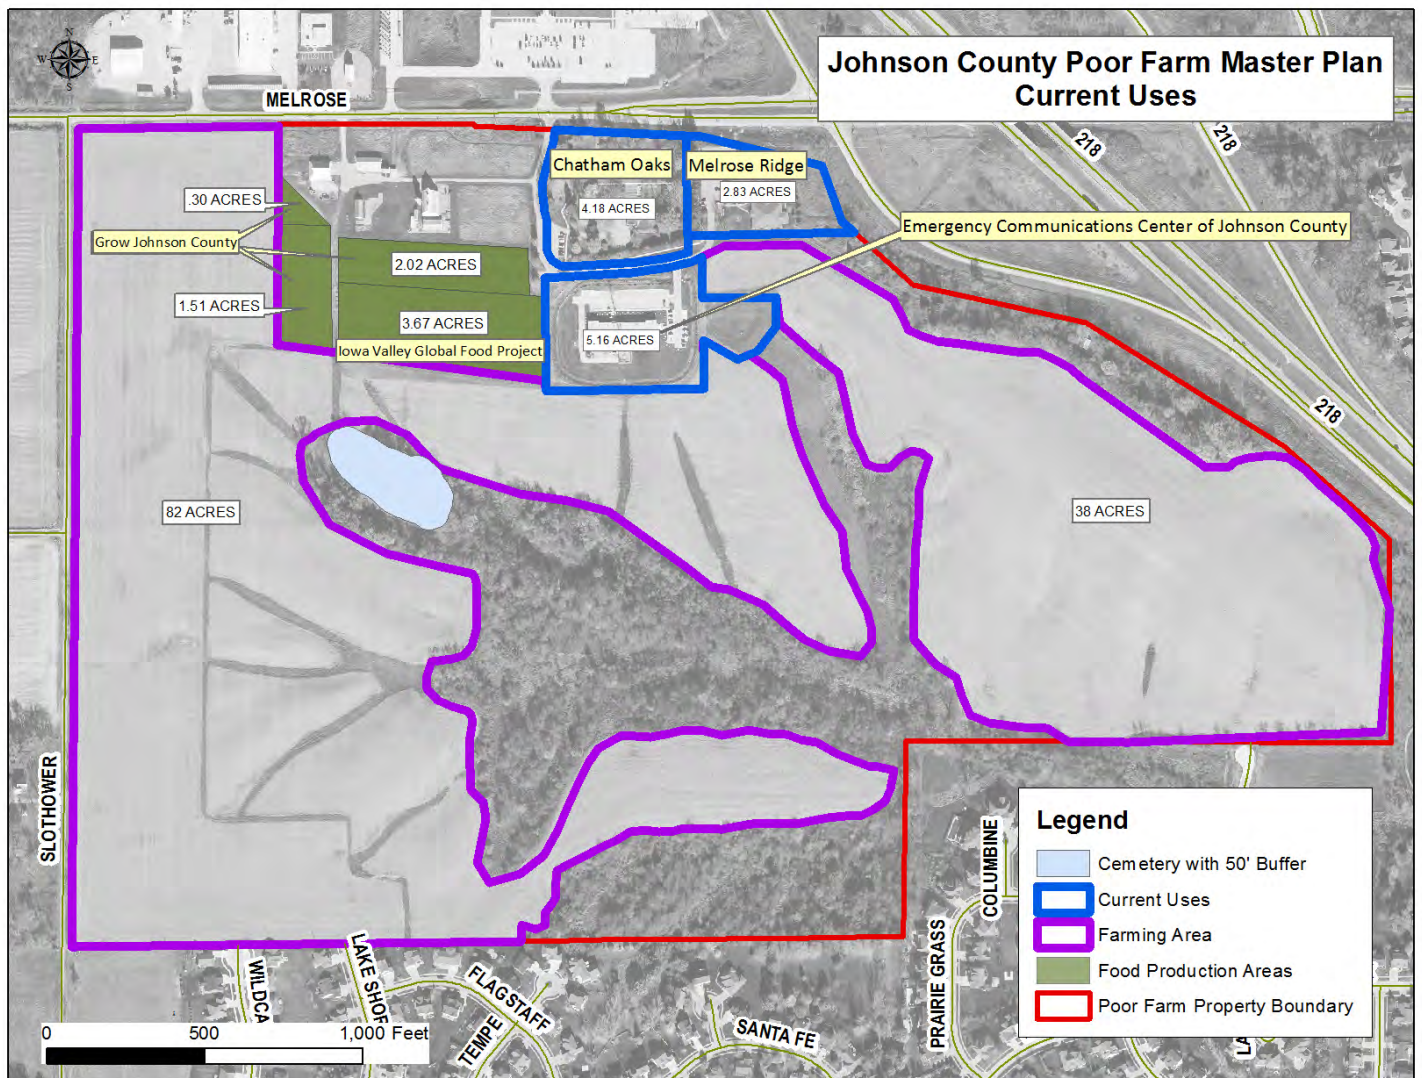 Johnson County Poor Farm Master Plan
Current Uses
N
W
E
S
MELROSE
218
218
Chatham Oaks
Melrose Ridge
2.83 ACRES
.30 ACRES
4.18 ACRES
Emergency Communications Center of Johnson County
Grow Johnson County
2.02 ACRES
1.51 ACRES
3.67 ACRES
5.16 ACRES
Iowa Valley Global Food Project
218
82 ACRES
38 ACRES
SLOTHOWER
COLUMBINE
PRAIRIE GRASS
WILDCA
LAKE SHOR
FLAGSTAFF
TEMPE
SANTA FE
LA
Legend
Cemetery with 50' Buffer
Current Uses
Farming Area
Food Production Areas
Poor Farm Property Boundary
0 500 1,000 Feet